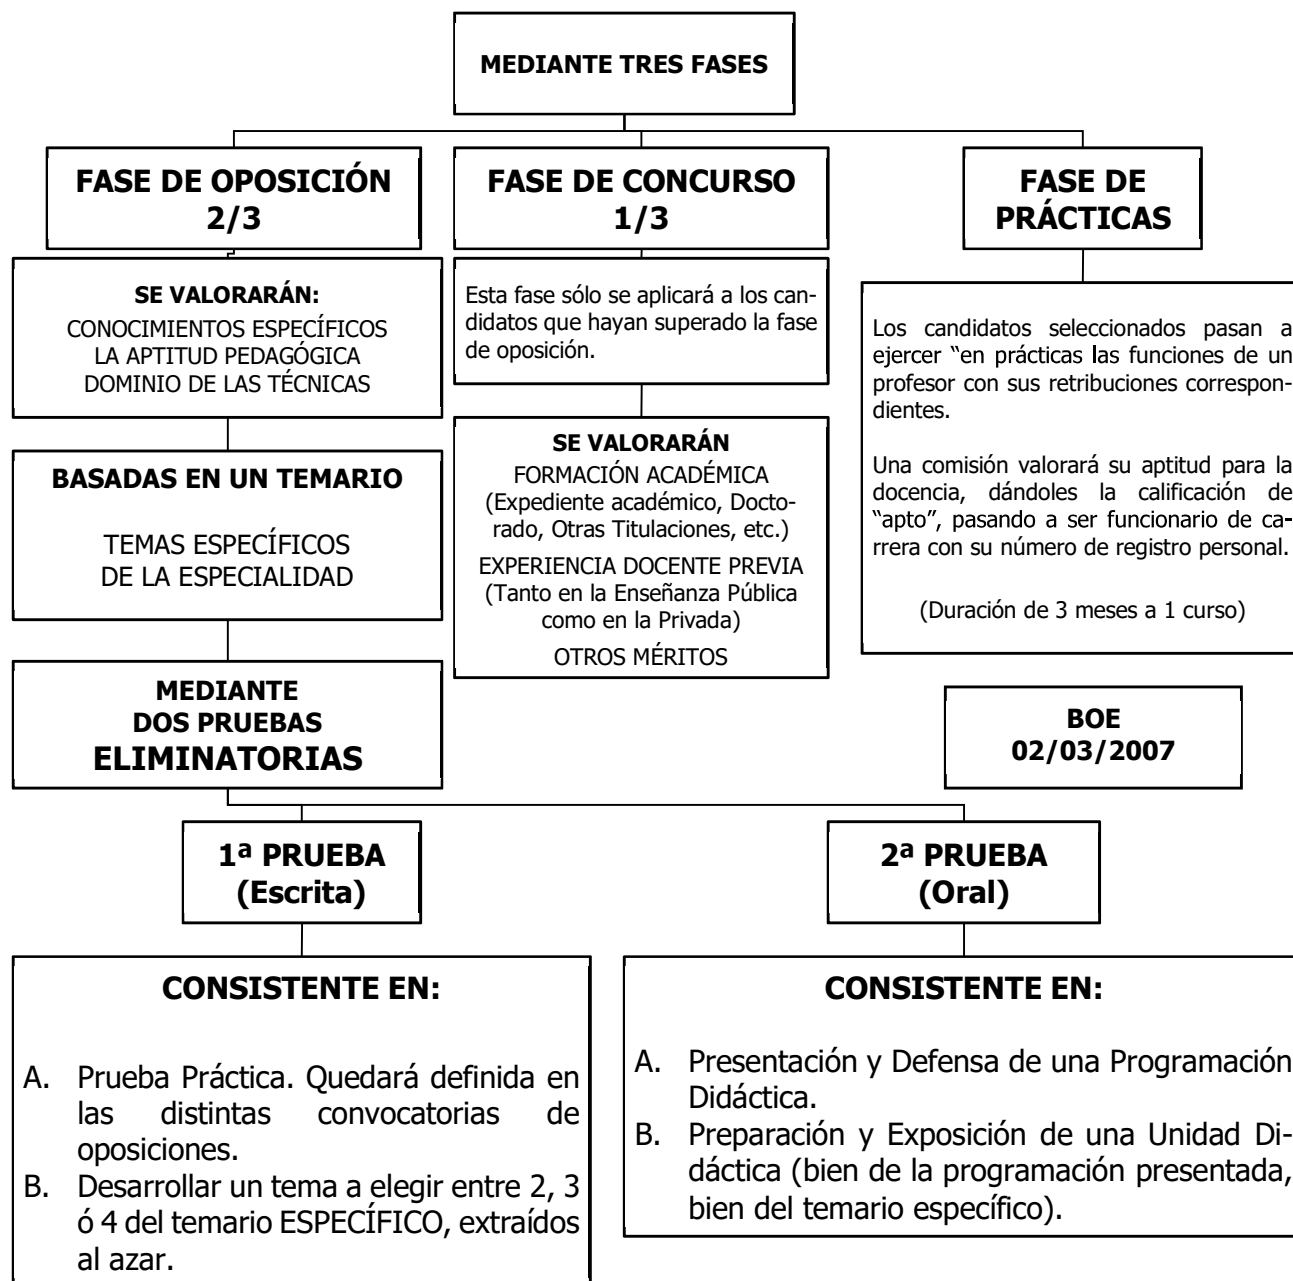 MEDIANTE TRES FASES
FASE DE OPOSICIÓN
2/3
FASE DE CONCURSO
1/3
FASE DE
PRÁCTICAS
SE VALORARÁN:
CONOCIMIENTOS ESPECÍFICOS
LA APTITUD PEDAGÓGICA
DOMINIO DE LAS TÉCNICAS
Esta fase sólo se aplicará a los can-
didatos que hayan superado la fase
de oposición.
Los candidatos seleccionados pasan a
ejercer “en prácticas las funciones de un
profesor con sus retribuciones correspon-
dientes.
Una comisión valorará su aptitud para la
docencia, dándoles la calificación de
“apto”, pasando a ser funcionario de ca-
rrera con su número de registro personal.
(Duración de 3 meses a 1 curso)
BASADAS EN UN TEMARIO
TEMAS ESPECÍFICOS
DE LA ESPECIALIDAD
SE VALORARÁN
FORMACIÓN ACADÉMICA
(Expediente académico, Docto-
rado, Otras Titulaciones, etc.)
EXPERIENCIA DOCENTE PREVIA
(Tanto en la Enseñanza Pública
como en la Privada)
OTROS MÉRITOS
MEDIANTE
DOS PRUEBAS
ELIMINATORIAS
BOE
02/03/2007
1ª PRUEBA
(Escrita)
2ª PRUEBA
(Oral)
CONSISTENTE EN:
A. Prueba Práctica. Quedará definida en
las distintas convocatorias de
oposiciones.
B. Desarrollar un tema a elegir entre 2, 3
ó 4 del temario ESPECÍFICO, extraídos
al azar.
CONSISTENTE EN:
A. Presentación y Defensa de una Programación
Didáctica.
B. Preparación y Exposición de una Unidad Di-
dáctica (bien de la programación presentada,
bien del temario específico).